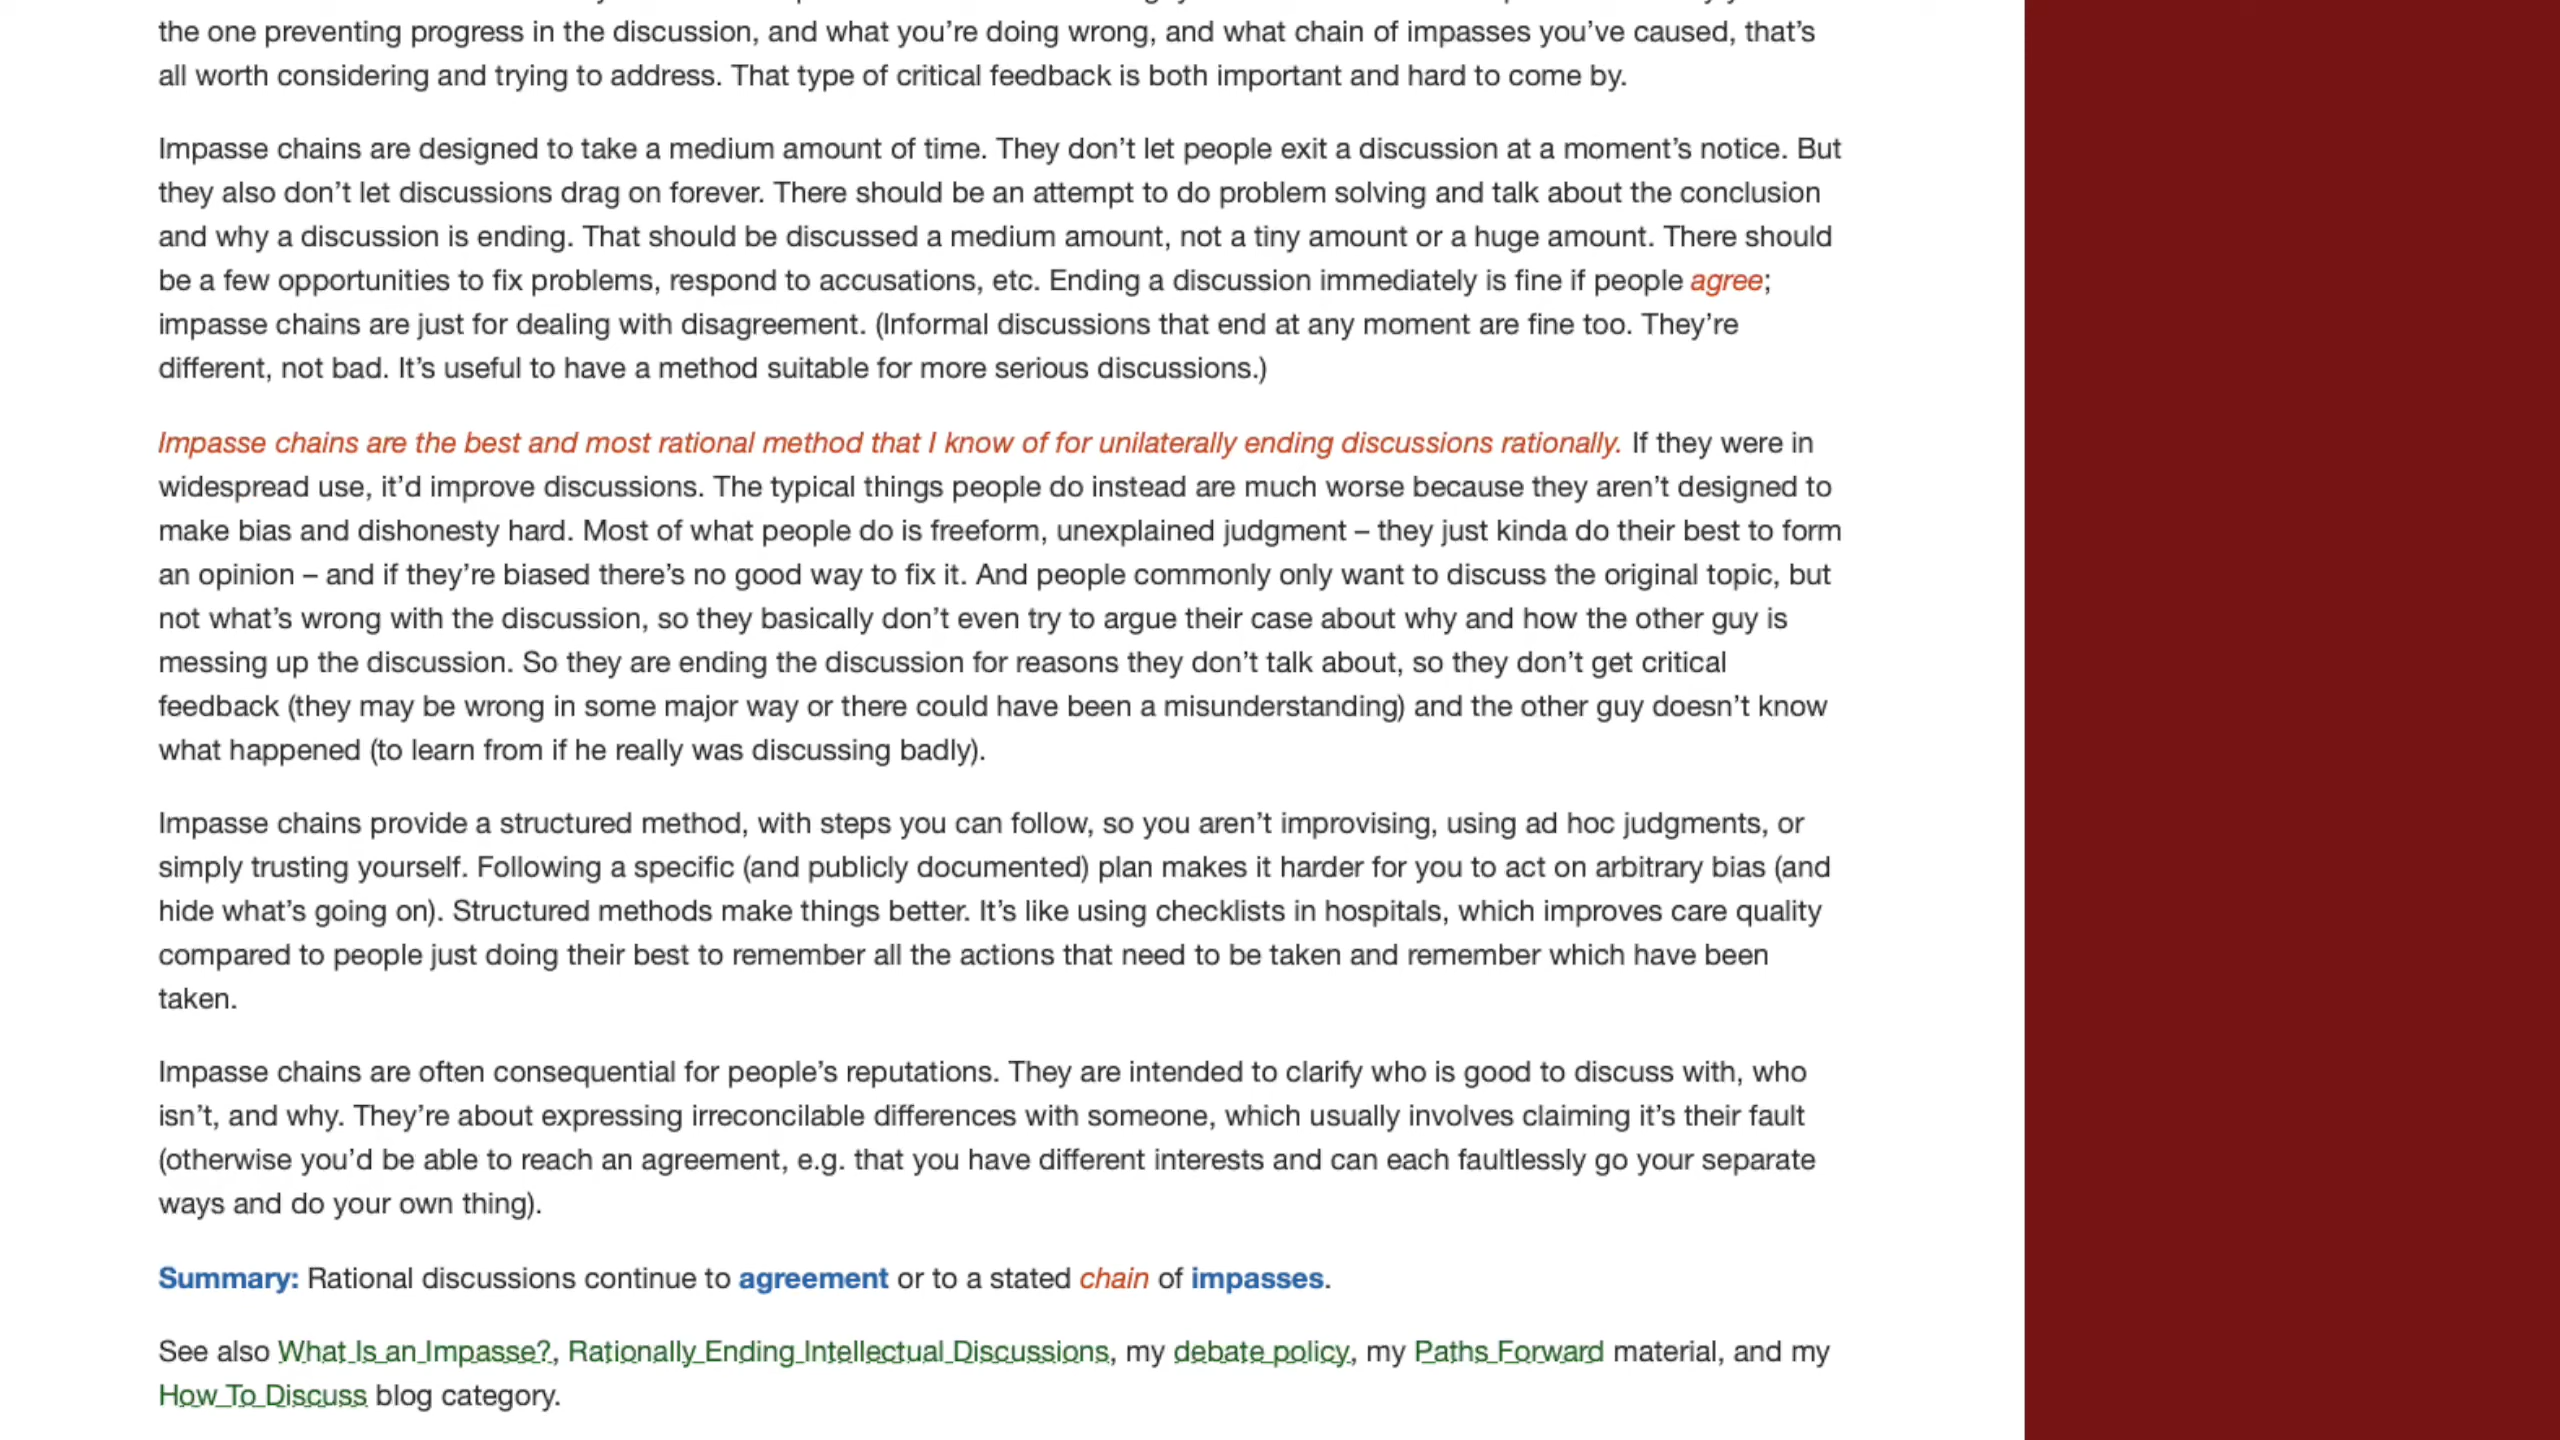 the one preventing progress in the discussion, and what you’re doing wrong, and what chain of impasses you’ve caused, that’s
all worth considering and trying to address. That type of critical feedback is both important and hard to come by.
Impasse chains are designed to take a medium amount of time. They don’t let people exit a discussion at a moment’s notice. But
they also don’t let discussions drag on forever. There should be an attempt to do problem solving and talk about the conclusion
and why a discussion is ending. That should be discussed a medium amount, not a tiny amount or a huge amount. There should
be a few opportunities to fix problems, respond to accusations, etc. Ending a discussion immediately is fine if people agree;
impasse chains are just for dealing with disagreement. (Informal discussions that end at any moment are fine too. They’re
different, not bad. It’s useful to have a method suitable for more serious discussions.)
Impasse chains are the best and most rational method that I know of for unilaterally ending discussions rationally. If they were in
widespread use, it’d improve discussions. The typical things people do instead are much worse because they aren’t designed to
make bias and dishonesty hard. Most of what people do is freeform, unexplained judgment – they just kinda do their best to form
an opinion – and if they’re biased there’s no good way to fix it. And people commonly only want to discuss the original topic, but
not what’s wrong with the discussion, so they basically don’t even try to argue their case about why and how the other guy is
messing up the discussion. So they are ending the discussion for reasons they don’t talk about, so they don’t get critical
feedback (they may be wrong in some major way or there could have been a misunderstanding) and the other guy doesn’t know
what happened (to learn from if he really was discussing badly).
Impasse chains provide a structured method, with steps you can follow, so you aren’t improvising, using ad hoc judgments, or
simply trusting yourself. Following a specific (and publicly documented) plan makes it harder for you to act on arbitrary bias (and
hide what’s going on). Structured methods make things better. It’s like using checklists in hospitals, which improves care quality
compared to people just doing their best to remember all the actions that need to be taken and remember which have been
taken.
Impasse chains are often consequential for people’s reputations. They are intended to clarify who is good to discuss with, who
isn’t, and why. They’re about expressing irreconcilable differences with someone, which usually involves claiming it’s their fault
(otherwise you’d be able to reach an agreement, e.g. that you have different interests and can each faultlessly go your separate
ways and do your own thing).
Summary: Rational discussions continue to agreement or to a stated chain of impasses.
See also What Is an Impasse?, Rationally Ending Intellectual Discussions, my debate policy, my Paths Forward material, and my
How To Discuss blog category.